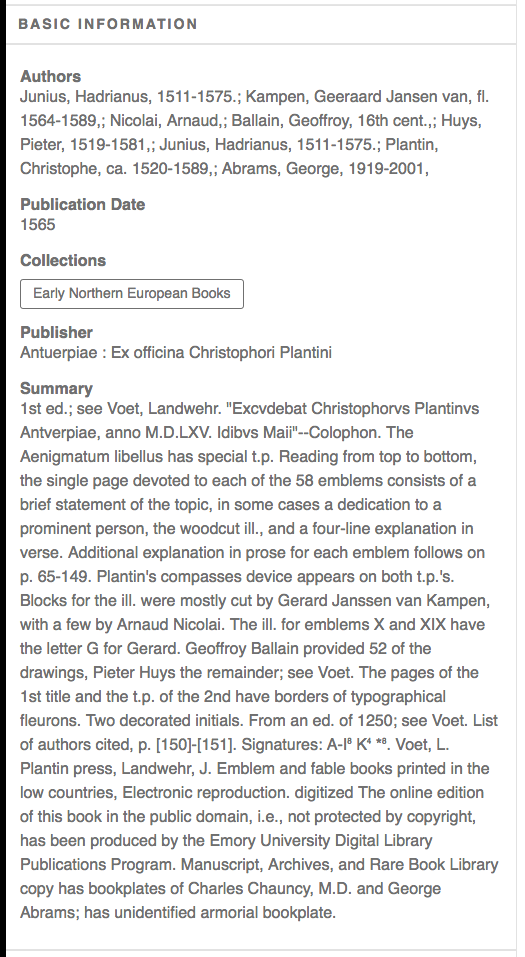 BASIC INFORMATION
Authors
Junius, Hadrianus, 1511-1575.; Kampen, Geeraard Jansen van, fl.
1564-1589,; Nicolai, Arnaud,; Ballain, Geoffroy, 16th cent.,; Huys,
Pieter, 1519-1581,; Junius, Hadrianus, 1511-1575.; Plantin,
Christophe, ca. 1520-1589,; Abrams, George, 1919-2001,
Publication Date
1565
Collections
Early Northern European Books
Publisher
Antuerpiae : Ex officina Christophori Plantini
Summary
1st ed.; see Voet, Landwehr. "Excvdebat Christophorvs Plantinvs
Antverpiae, anno M.D.LXV. Idibvs Maii"--Colophon. The
Aenigmatum libellus has special t.p. Reading from top to bottom,
the single page devoted to each of the 58 emblems consists of a
brief statement of the topic, in some cases a dedication to a
prominent person, the woodcut ill., and a four-line explanation in
verse. Additional explanation in prose for each emblem follows on
p. 65-149. Plantin's compasses device appears on both t.p.'s.
Blocks for the ill. were mostly cut by Gerard Janssen van Kampen,
with a few by Arnaud Nicolai. The ill. for emblems X and XIX have
the letter G for Gerard. Geoffroy Ballain provided 52 of the
drawings, Pieter Huys the remainder; see Voet. The pages of the
1st title and the t.p. of the 2nd have borders of typographical
fleurons. Two decorated initials. From an ed. of 1250; see Voet. List
of authors cited, p. [150]-[151]. Signatures: A-I⁸ K⁴ *⁸. Voet, L.
Plantin press, Landwehr, J. Emblem and fable books printed in the
low countries, Electronic reproduction. digitized The online edition
of this book in the public domain, i.e., not protected by copyright,
has been produced by the Emory University Digital Library
Publications Program. Manuscript, Archives, and Rare Book Library
copy has bookplates of Charles Chauncy, M.D. and George
Abrams; has unidentified armorial bookplate.